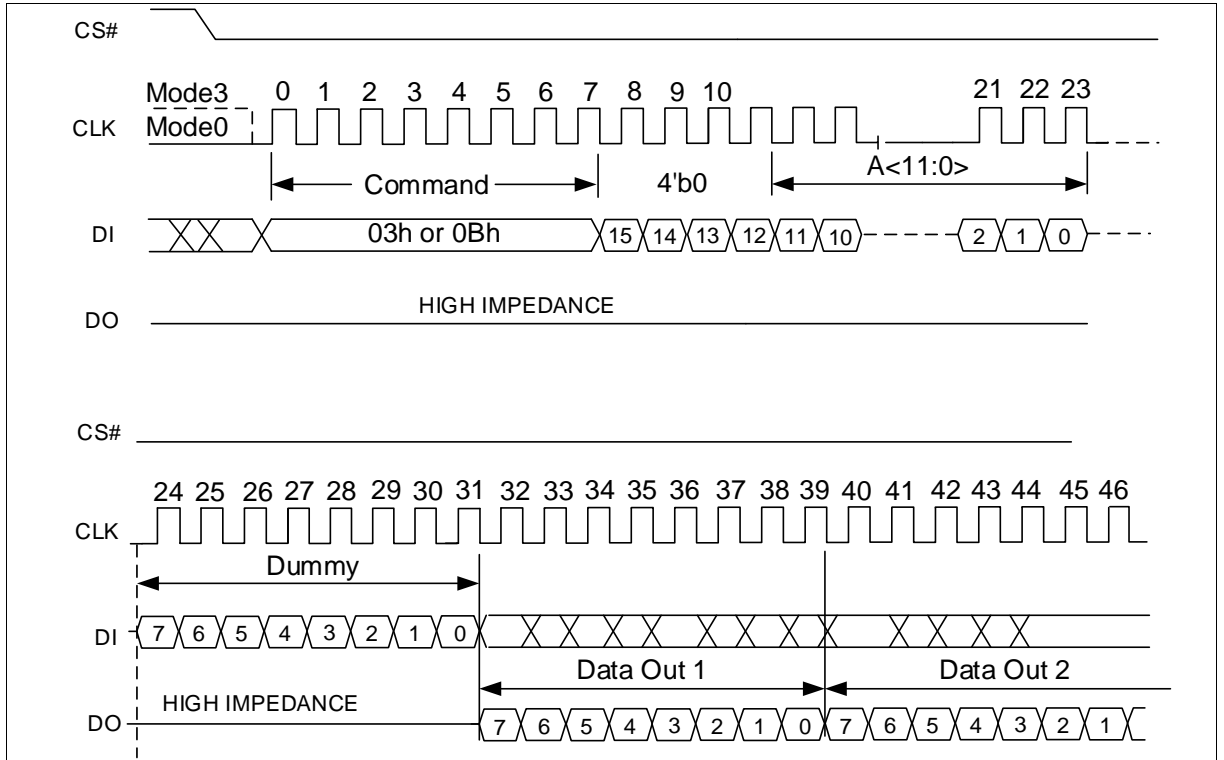 CS#
Mode3 0 1 2 3 4 5 6 7 8 9 10 21 22 23
CLK Mode0
Command 4'b0 A<11:0>
DI 03h or 0Bh 15 14 13 12 11 10 2 1 0
HIGH IMPEDANCE
DO
CS#
24 25 26 27 28 29 30 31 32 33 34 35 36 37 38 39 40 41 42 43 44 45 46
CLK
Dummy
DI 7 6 5 4 3 2 1 0
Data Out 1 Data Out 2
HIGH IMPEDANCE
DO 7 6 5 4 3 2 1 0 7 6 5 4 3 2 1